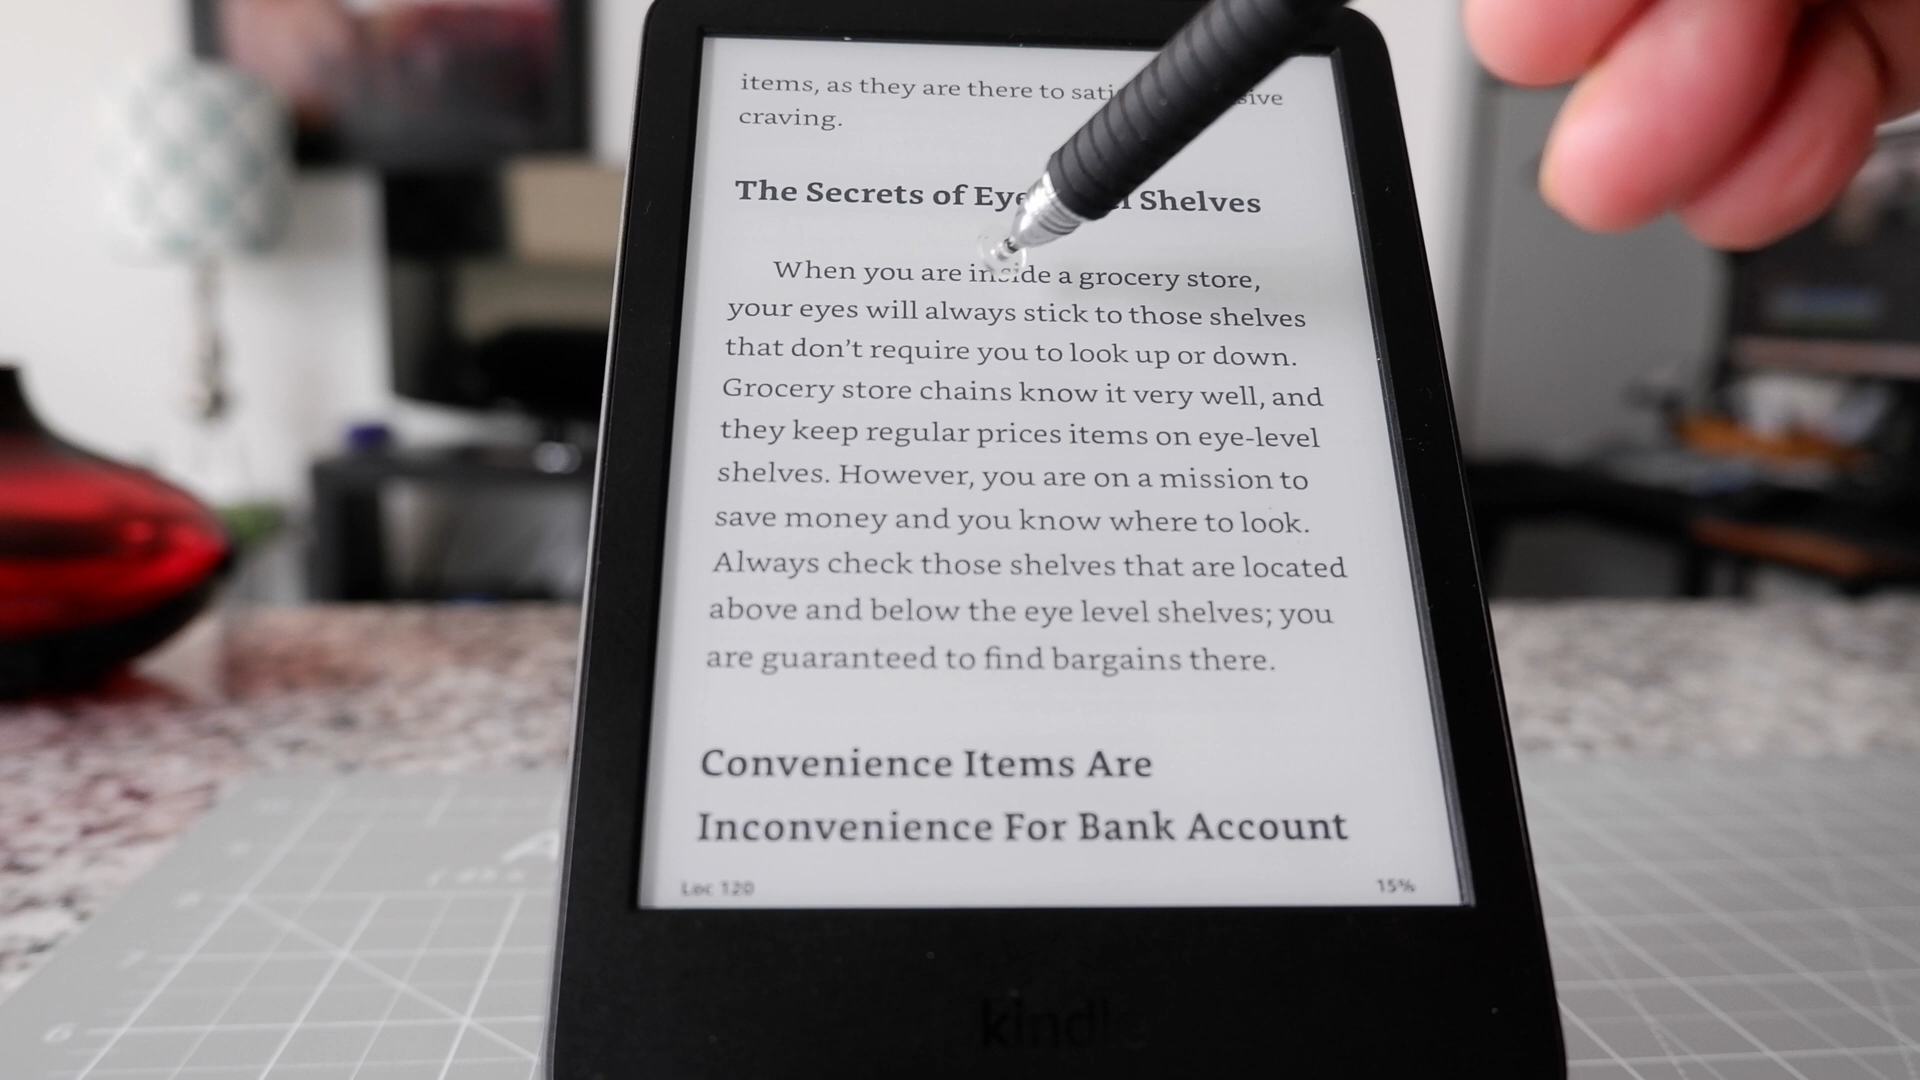 items, as they are there to
craving.
The Secrets of Shelves
When you are inside a grocery store,
your eyes will always stick to those shelves
that don’t require you to look up or down.
Grocery store chains know it very well, and
they keep regular prices items on eye-level
shelves. However, you are on a mission to
save money and you know where to look.
Always check those shelves that are located
above and below the eye level shelves; you
are guaranteed to find bargains there.
Convenience Items Are
Inconvenience For Bank Account
Loc 120 15%
kindle